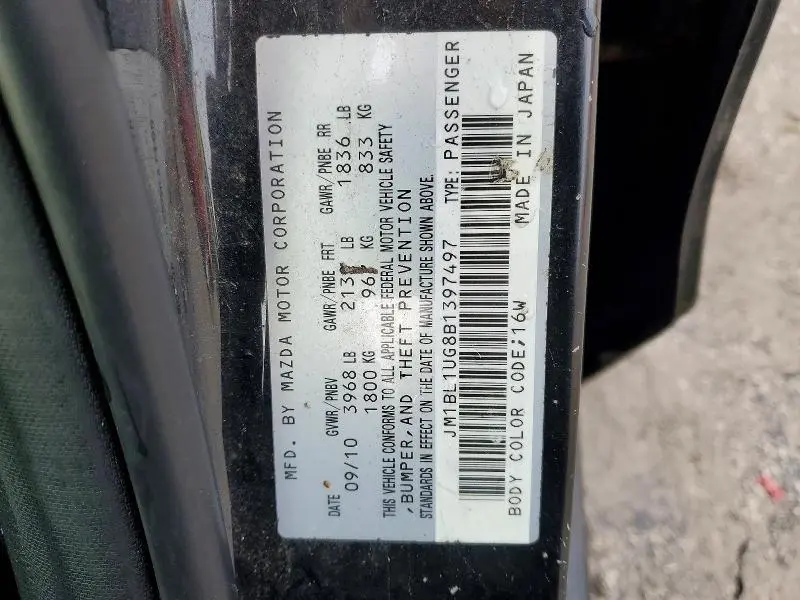 MFD. BY MAZDA MOTOR CORPORATION
DATE GVWR/PNBV GAWR/PNBE FRT GAWR/PNBE RR
09/10 3968 LB LB 1836 LB
1800 KG KG 833 KG
THIS VEHICLE CONFORMS TO ALL APPLICABLE FEDERAL MOTOR VEHICLE SAFETY
,BUMPER,AND THEFT PREVENTION
STANDARDS IN EFFECT ON THE DATE OF MANUFACTURE SHOWN ABOVE.
JM1BL1UG8B1397497 TYPE: PASSENGER
BODY COLOR CODE;16W MADE IN JAPAN